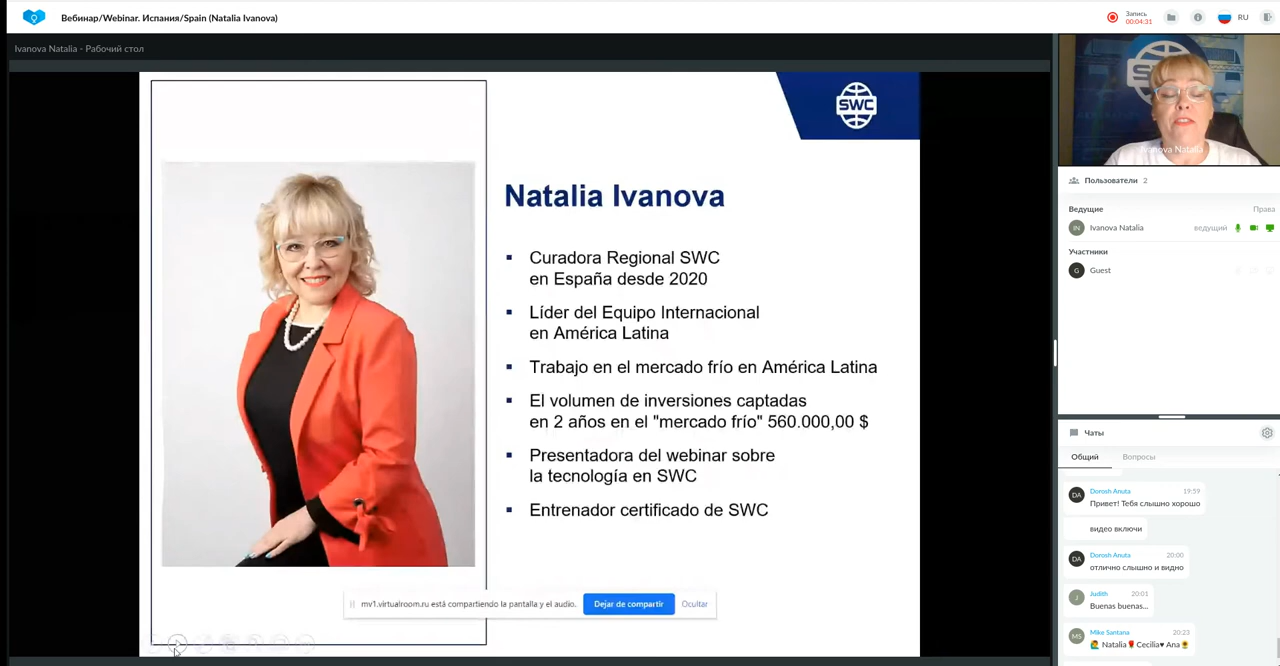 Вебинар/Webinar. Испания/Spain (Natalia Ivanova)
Запись
00:04:31
RU
Ivanova Natalia - Рабочий стол
SWC
Natalia Ivanova
Curadora Regional SWC
en España desde 2020
Líder del Equipo Internacional
en América Latina
Trabajo en el mercado frío en América Latina
El volumen de inversiones captadas
en 2 años en el "mercado frío" 560.000,00 $
Presentadora del webinar sobre
la tecnología en SWC
Entrenador certificado de SWC
mv1.virtualroom.ru está compartiendo la pantalla y el audio.
Dejar de compartir
Ocultar
Ivanova Natalia
Пользователи 2
Ведущие Права
IN Ivanova Natalia ведущий
Участники
G Guest
Чаты
Общий Вопросы
DA Dorosh Anuta 19:59
Привет! Тебя слышно хорошо
видео включи
DA Dorosh Anuta 20:00
отлично слышно и видно
J Judith 20:01
Buenas buenas...
MS Mike Santana 20:23
🙋‍♂️ Natalia🌹Cecilia♥ Ana🌻